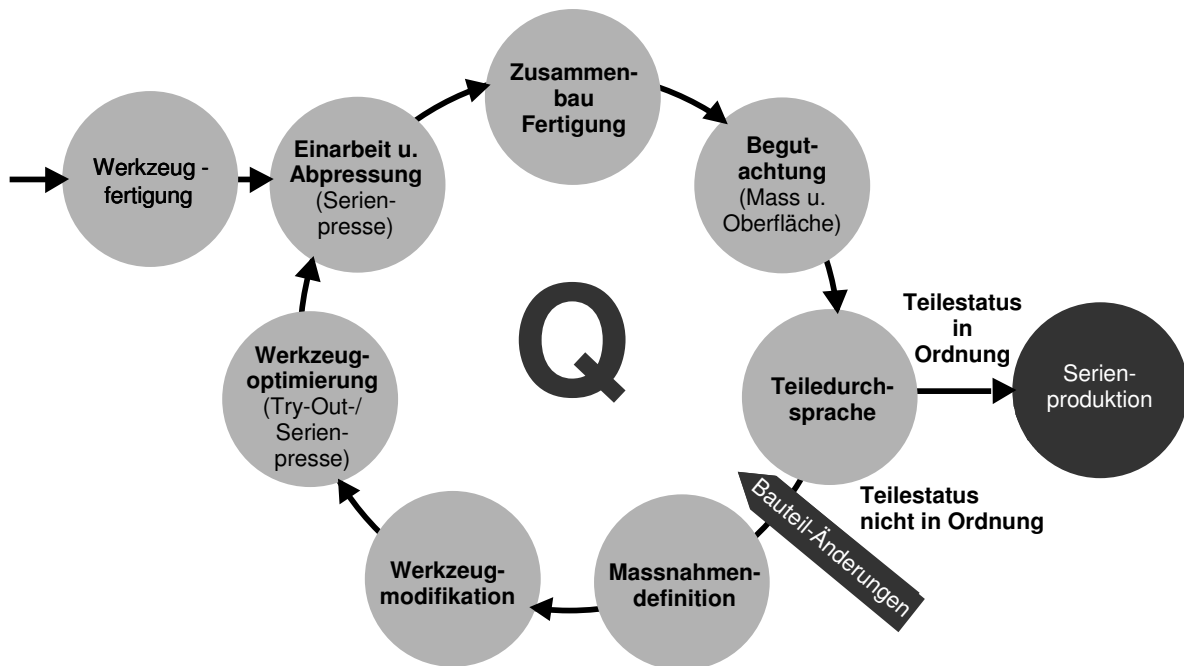 Werkzeug -
fertigung
Einarbeit u.
Abpressung
(Serien-
presse)
Zusammen-
bau
Fertigung
Begut-
achtung
(Mass u.
Oberfläche)
Teiledurch-
sprache
Teilestatus
in
Ordnung
Serien-
produktion
Teilestatus
nicht in Ordnung
Bauteil-Änderungen
Massnahmen-
definition
Werkzeug-
modifikation
Werkzeug-
optimierung
(Try-Out-/
Serien-
presse)
Q